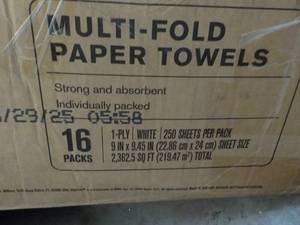 MULTI-FOLD
PAPER TOWELS
Strong and absorbent
Individually packed
/29/25 05:58
16
PACKS
1-PLY | WHITE | 250 SHEETS PER PACK
9 IN x 9.45 IN (22.86 cm x 24 cm) SHEET SIZE
2,362.5 SQ FT (219.47 m²) TOTAL